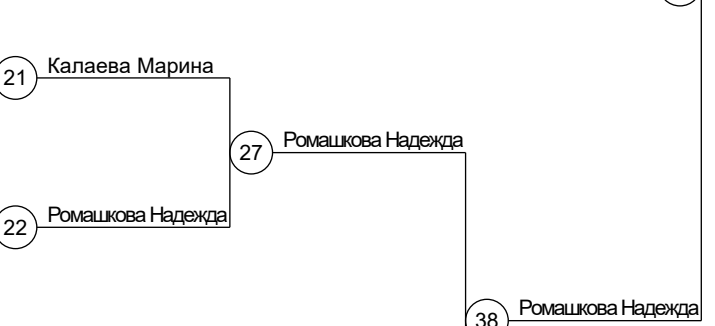 21 Калаева Марина
27 Ромашкова Надежда
22 Ромашкова Надежда
38 Ромашкова Надежда